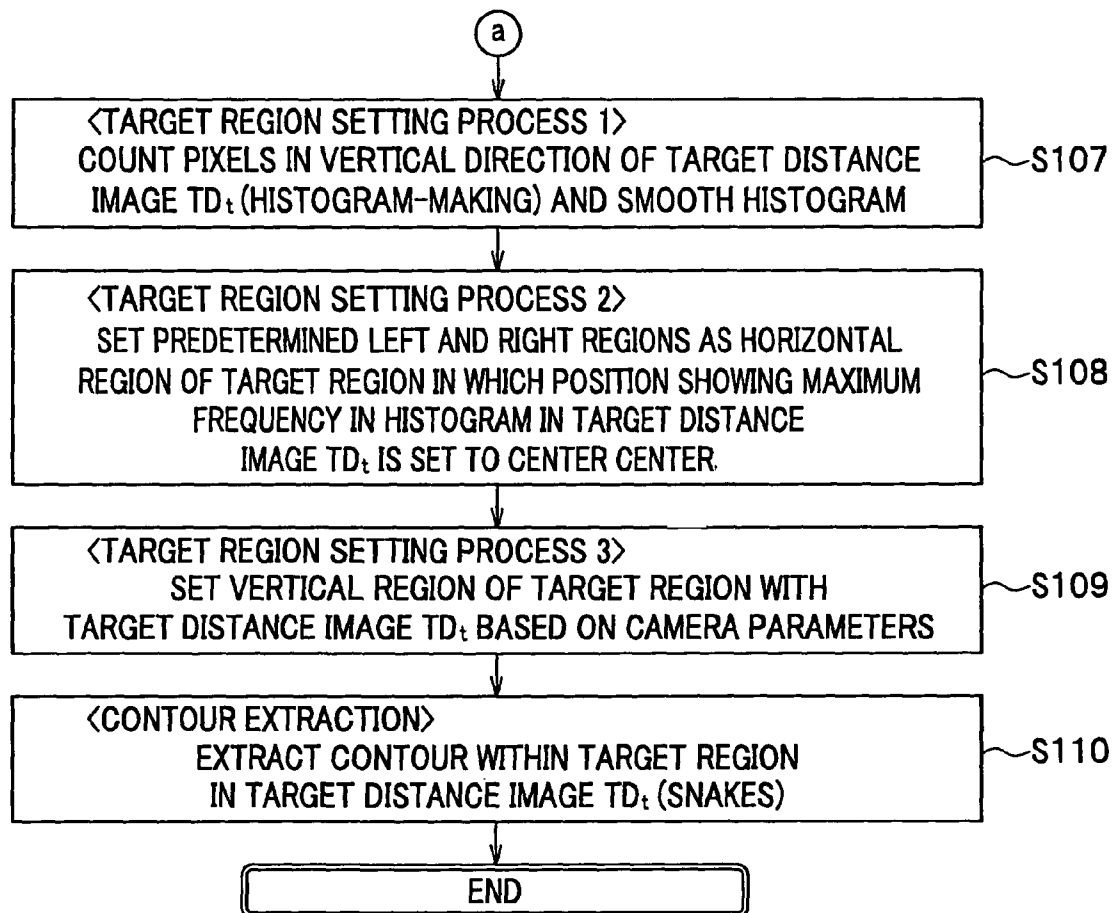 a
<TARGET REGION SETTING PROCESS 1>
COUNT PIXELS IN VERTICAL DIRECTION OF TARGET DISTANCE
IMAGE TDt (HISTOGRAM-MAKING) AND SMOOTH HISTOGRAM
~S107
<TARGET REGION SETTING PROCESS 2>
SET PREDETERMINED LEFT AND RIGHT REGIONS AS HORIZONTAL
REGION OF TARGET REGION IN WHICH POSITION SHOWING MAXIMUM
FREQUENCY IN HISTOGRAM IN TARGET DISTANCE
IMAGE TDt IS SET TO CENTER CENTER.
~S108
<TARGET REGION SETTING PROCESS 3>
SET VERTICAL REGION OF TARGET REGION WITH
TARGET DISTANCE IMAGE TDt BASED ON CAMERA PARAMETERS
~S109
<CONTOUR EXTRACTION>
EXTRACT CONTOUR WITHIN TARGET REGION
IN TARGET DISTANCE IMAGE TDt (SNAKES)
~S110
END